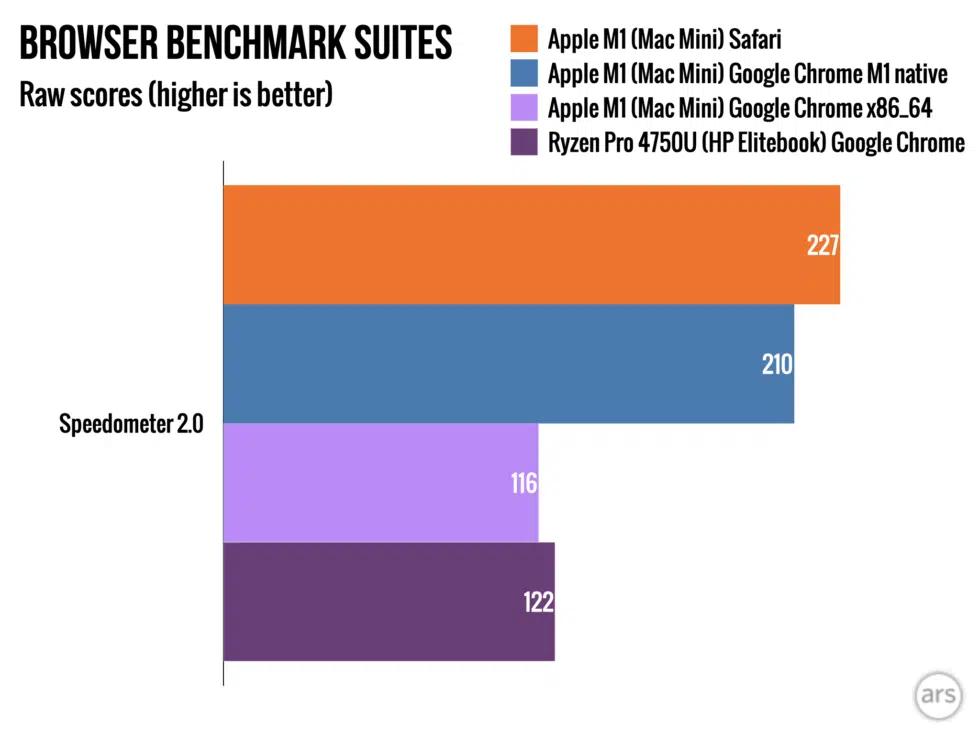 BROWSER BENCHMARK SUITES
Raw scores (higher is better)
Apple M1 (Mac Mini) Safari
Apple M1 (Mac Mini) Google Chrome M1 native
Apple M1 (Mac Mini) Google Chrome x86_64
Ryzen Pro 4750U (HP Elitebook) Google Chrome
227
210
Speedometer 2.0
116
122
ars